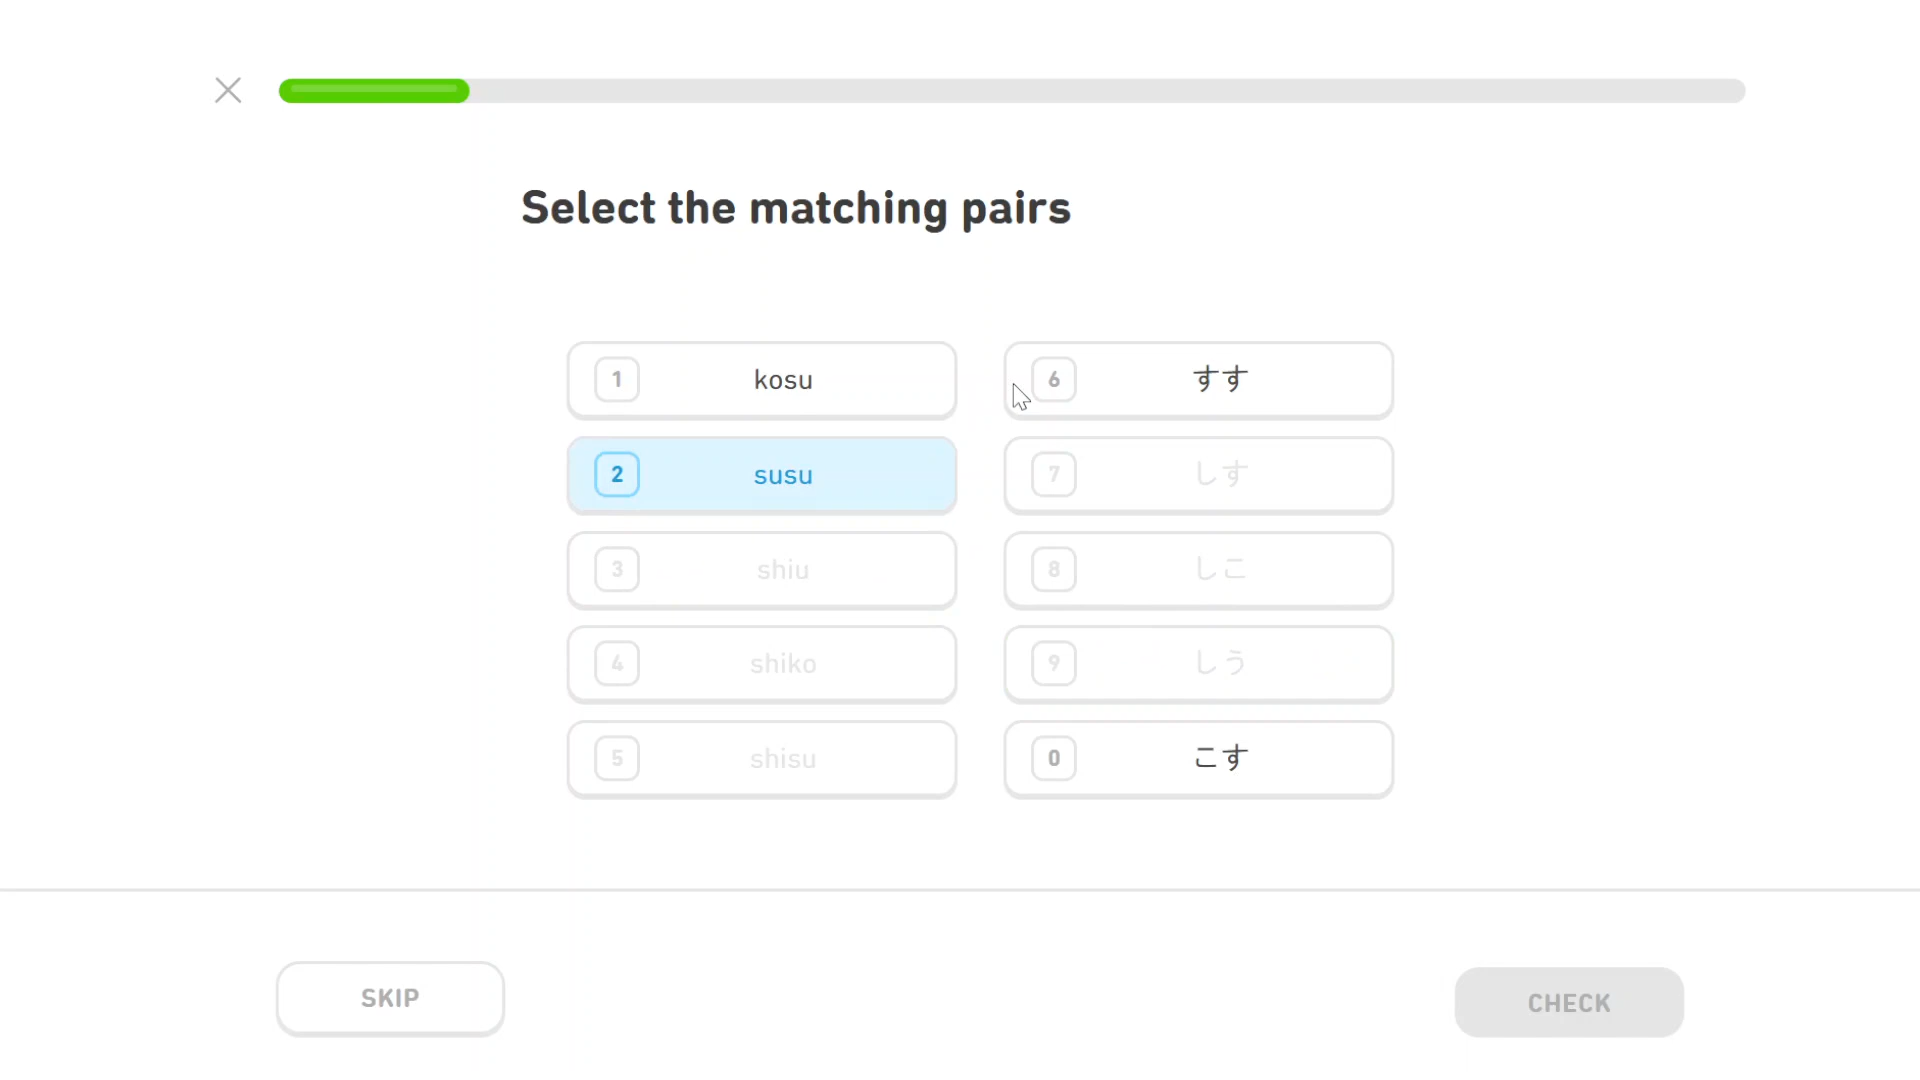 Select the matching pairs
1 kosu
6 すす
2 susu
7 しす
3 shiu
8 しこ
4 shiko
9 しう
5 shisu
0 こす
SKIP
CHECK